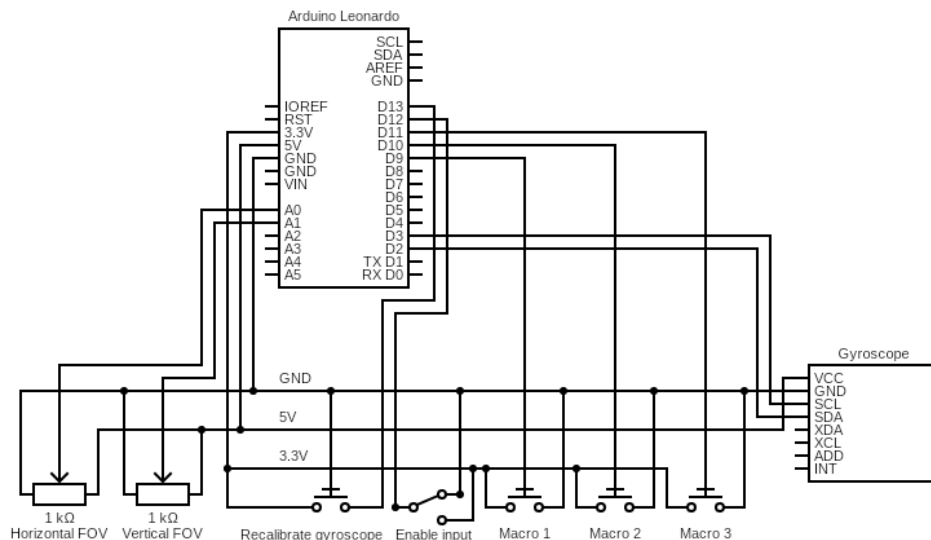 Arduino Leonardo
SCL
SDA
AREF
GND
IOREF
D13
RST
D12
3.3V
D11
5V
D10
GND
D9
GND
D8
VIN
D7
D6
A0
D5
A1
D4
A2
D3
A3
D2
A4
TX D1
A5
RX D0
Gyroscope
VCC
GND
SCL
SDA
XDA
XCL
ADD
INT
GND
5V
3.3V
1 kΩ
Horizontal FOV
1 kΩ
Vertical FOV
Recalibrate gyroscope
Enable input
Macro 1
Macro 2
Macro 3